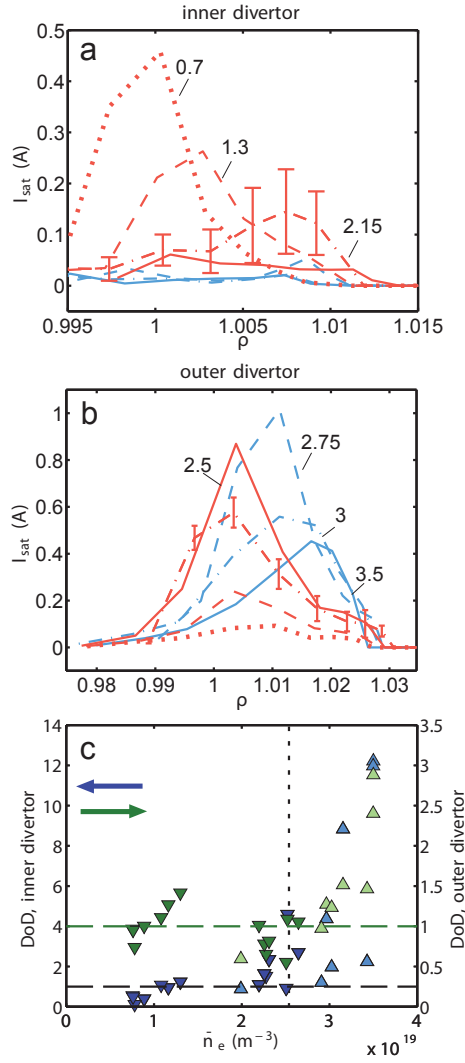 inner divertor
a
0.5
0.4
0.3
0.2
0.1
0
I_sat (A)
0.7
1.3
2.15
0.995 1 1.005 1.01 1.015
ρ
outer divertor
b
1
0.8
0.6
0.4
0.2
0
I_sat (A)
2.5
2.75
3
3.5
0.98 0.99 1 1.01 1.02 1.03
ρ
c
14
12
10
8
6
4
2
0
DoD, inner divertor
3.5
3
2.5
2
1.5
1
0.5
0
DoD, outer divertor
0 1 2 3 4
n̄_e (m⁻³)
x 10¹⁹